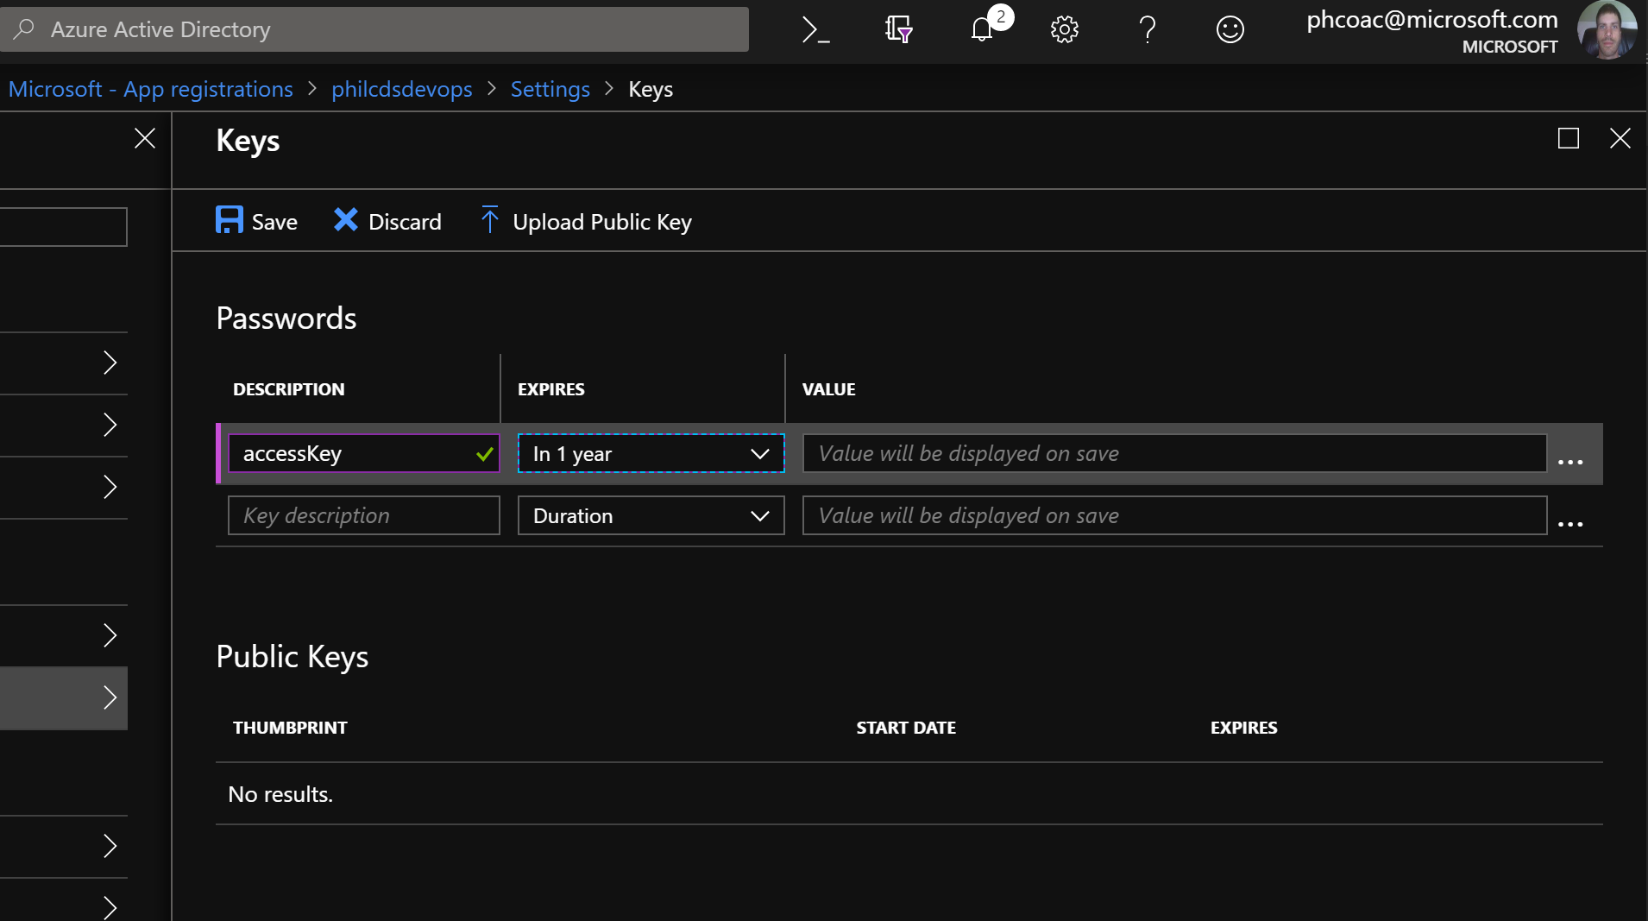 Azure Active Directory
2
phcoac@microsoft.com
MICROSOFT
Microsoft - App registrations > philcdsdevops > Settings > Keys
Keys
Save Discard Upload Public Key
Passwords
DESCRIPTION EXPIRES VALUE
accessKey In 1 year Value will be displayed on save ...
Key description Duration Value will be displayed on save ...
Public Keys
THUMBPRINT START DATE EXPIRES
No results.